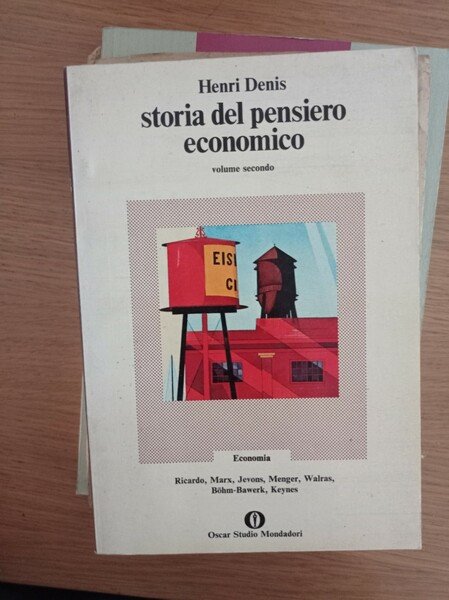 Henri Denis
storia del pensiero
economico
volume secondo
EIS
C
Economia
Ricardo, Marx, Jevons, Menger, Walras,
Böhm-Bawerk, Keynes
Oscar Studio Mondadori